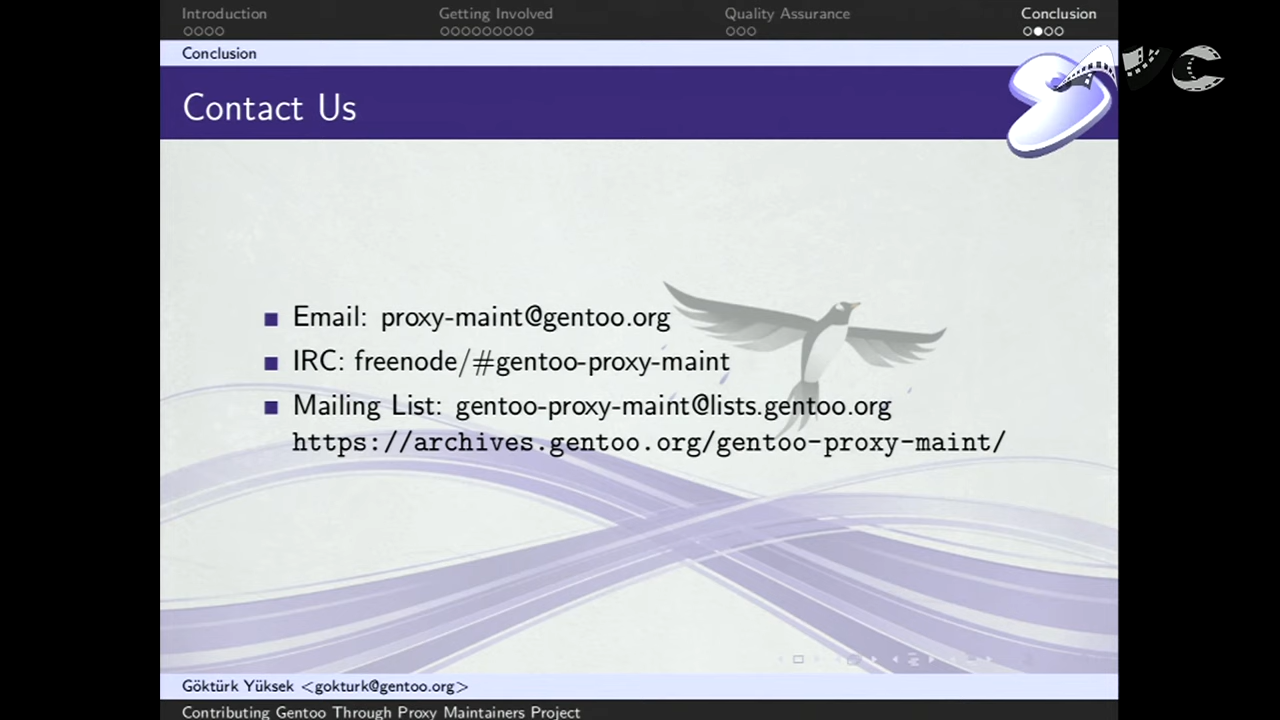 Introduction
Getting Involved
Quality Assurance
Conclusion
Conclusion
Contact Us
Email: proxy-maint@gentoo.org
IRC: freenode/#gentoo-proxy-maint
Mailing List: gentoo-proxy-maint@lists.gentoo.org
https://archives.gentoo.org/gentoo-proxy-maint/
Göktürk Yüksek <gokturk@gentoo.org>
Contributing Gentoo Through Proxy Maintainers Project